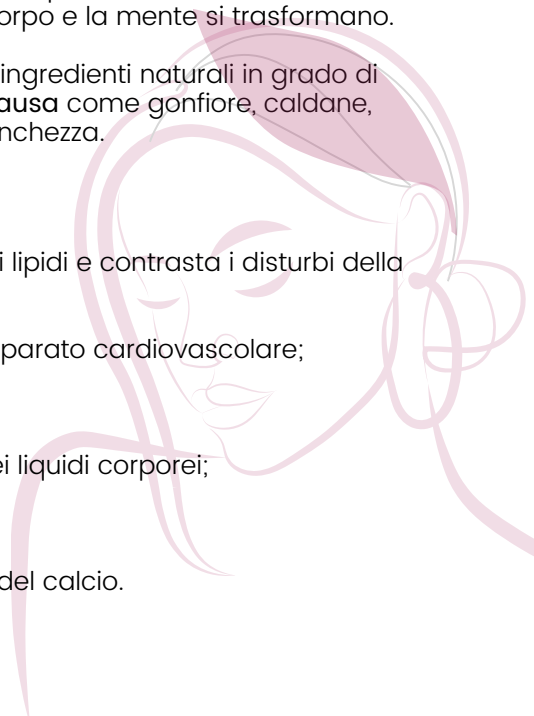 orpo e la mente si trasformano.
ingredienti naturali in grado di
ausa come gonfiore, caldane,
nchezza.
i lipidi e contrasta i disturbi della
parato cardiovascolare;
ei liquidi corporei;
del calcio.